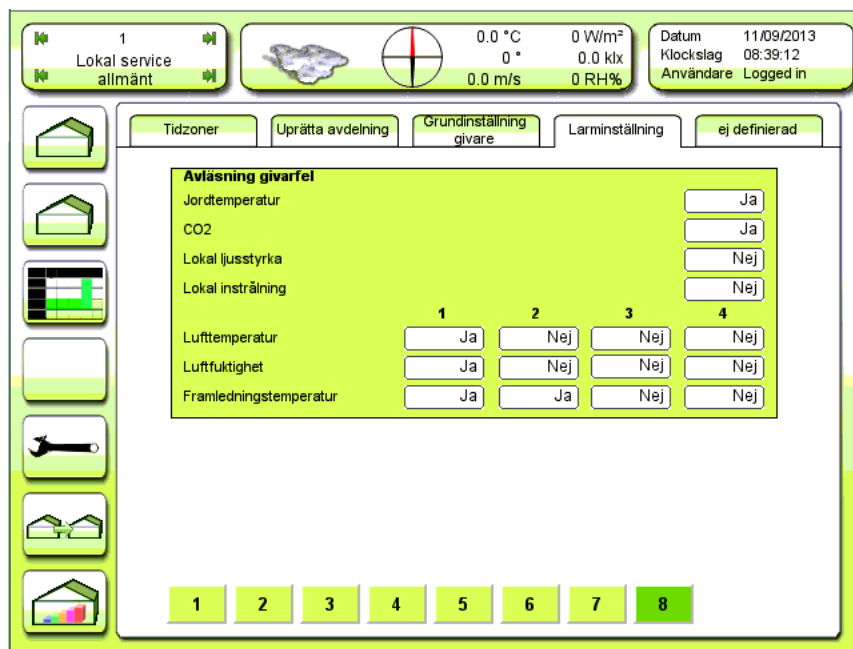 1
Lokal service
allmänt
0.0 °C 0 W/m²
0 ° 0.0 klx
0.0 m/s 0 RH%
Datum 11/09/2013
Klockslag 08:39:12
Användare Logged in
Tidzoner
Uprätta avdelning
Grundinställning
givare
Larminställning
ej definierad
Avläsning givarfel
Jordtemperatur Ja
CO2 Ja
Lokal ljusstyrka Nej
Lokal instrålning Nej
1 2 3 4
Lufttemperatur Ja Nej Nej Nej
Luftfuktighet Ja Nej Nej Nej
Framledningstemperatur Ja Ja Nej Nej
1 2 3 4 5 6 7 8